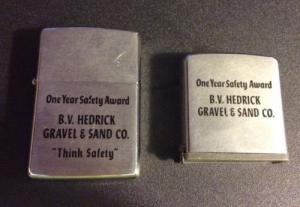 One Year Safety Award
B.V. HEDRICK
GRAVEL & SAND CO.
"Think Safety"
One Year Safety Award
B.V. HEDRICK
GRAVEL & SAND CO.